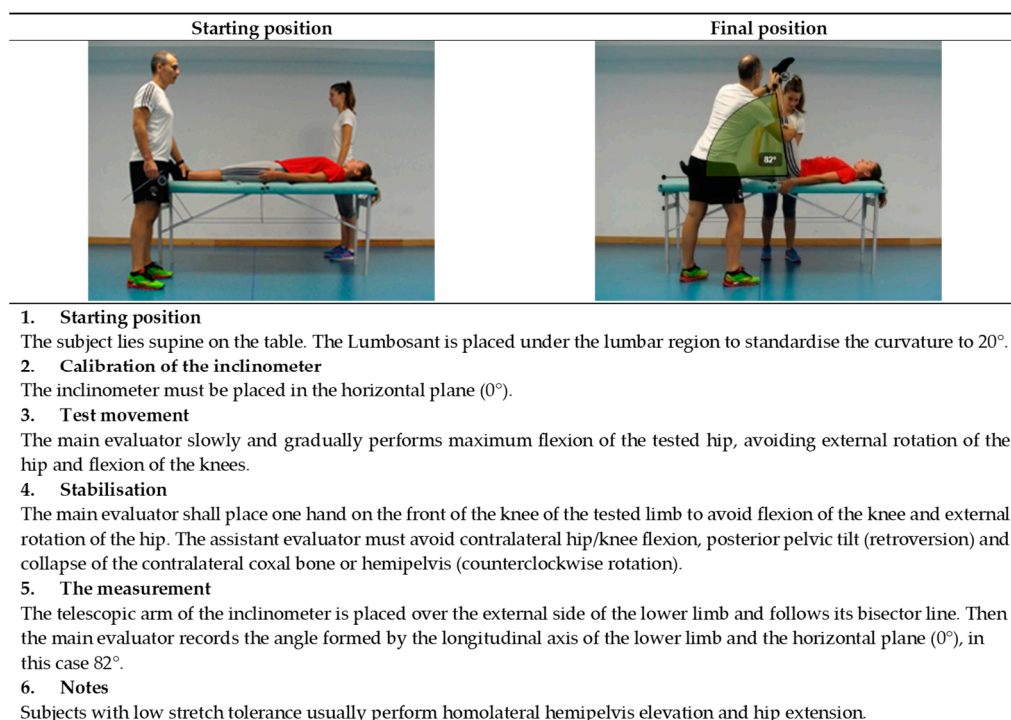 Starting position
Final position
82°
1. Starting position
The subject lies supine on the table. The Lumbosant is placed under the lumbar region to standardise the curvature to 20°.
2. Calibration of the inclinometer
The inclinometer must be placed in the horizontal plane (0°).
3. Test movement
The main evaluator slowly and gradually performs maximum flexion of the tested hip, avoiding external rotation of the
hip and flexion of the knees.
4. Stabilisation
The main evaluator shall place one hand on the front of the knee of the tested limb to avoid flexion of the knee and external
rotation of the hip. The assistant evaluator must avoid contralateral hip/knee flexion, posterior pelvic tilt (retroversion) and
collapse of the contralateral coxal bone or hemipelvis (counterclockwise rotation).
5. The measurement
The telescopic arm of the inclinometer is placed over the external side of the lower limb and follows its bisector line. Then
the main evaluator records the angle formed by the longitudinal axis of the lower limb and the horizontal plane (0°), in
this case 82°.
6. Notes
Subjects with low stretch tolerance usually perform homolateral hemipelvis elevation and hip extension.